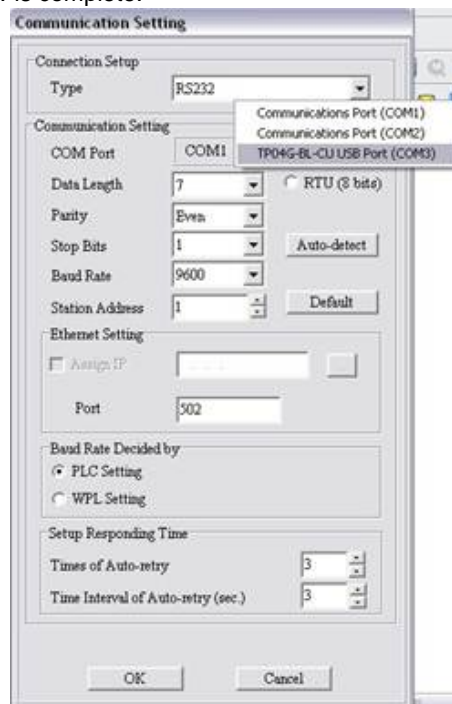 Communication Setting
Connection Setup
Type RS232
Communications Port (COM1)
Communications Port (COM2)
TP04G-BL-CU USB Port (COM3)
Communication Setting
COM Port COM1
Data Length 7 RTU (8 bits)
Parity Even
Stop Bits 1 Auto-detect
Baud Rate 9600
Station Address 1 Default
Ethernet Setting
Assign IP
Port 502
Baud Rate Decided by
PLC Setting
WPL Setting
Setup Responding Time
Times of Auto-retry 3
Time Interval of Auto-retry (sec.) 3
OK Cancel